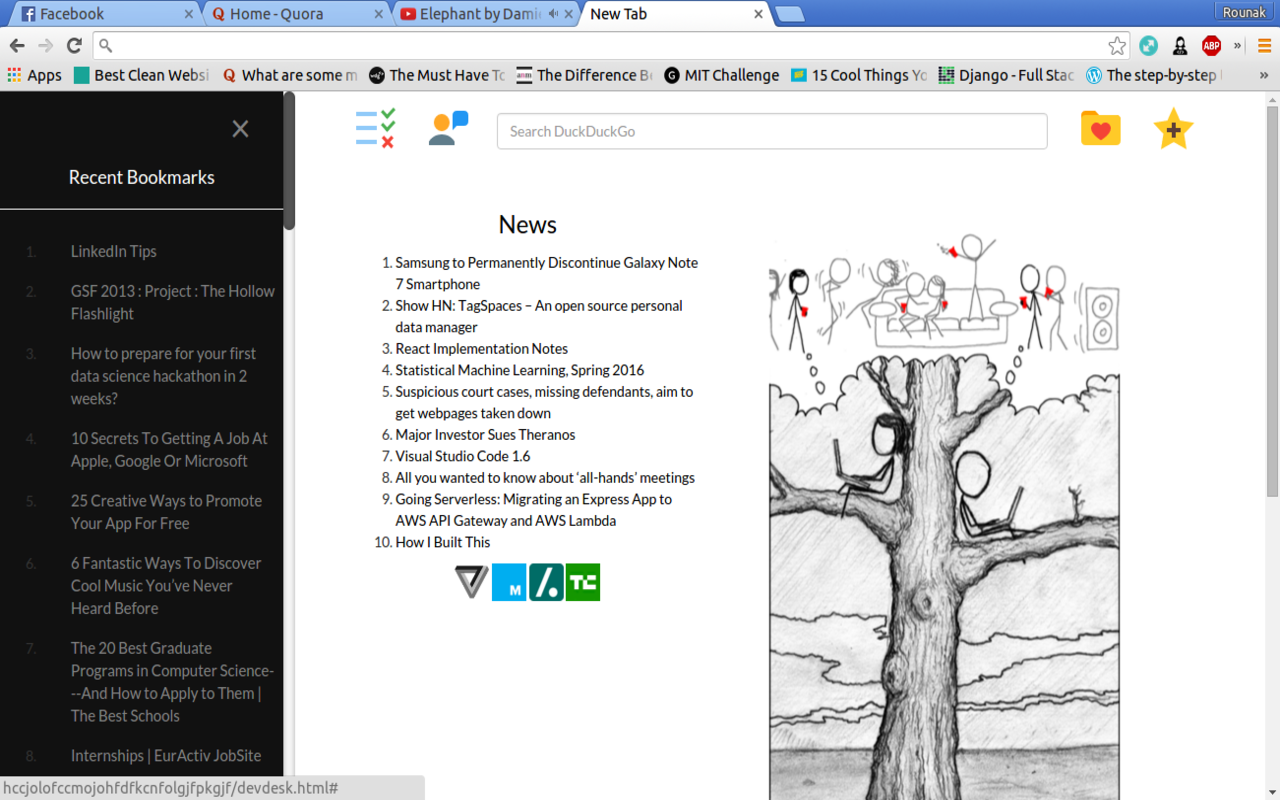 Facebook
Home - Quora
Elephant by Dami
New Tab
Rounak
ABP
»
Apps
Best Clean Websi
What are some m
The Must Have To
The Difference B
MIT Challenge
15 Cool Things Yo
Django - Full Stac
The step-by-step
»
Recent Bookmarks
1. LinkedIn Tips
2. GSF 2013 : Project : The Hollow
Flashlight
3. How to prepare for your first
data science hackathon in 2
weeks?
4. 10 Secrets To Getting A Job At
Apple, Google Or Microsoft
5. 25 Creative Ways to Promote
Your App For Free
6. 6 Fantastic Ways To Discover
Cool Music You've Never
Heard Before
7. The 20 Best Graduate
Programs in Computer Science-
--And How to Apply to Them |
The Best Schools
8. Internships | EurActiv JobSite
hccjolofccmojohfdfkcnfolgjfpkgjf/devdesk.html#
Search DuckDuckGo
News
1. Samsung to Permanently Discontinue Galaxy Note
7 Smartphone
2. Show HN: TagSpaces – An open source personal
data manager
3. React Implementation Notes
4. Statistical Machine Learning, Spring 2016
5. Suspicious court cases, missing defendants, aim to
get webpages taken down
6. Major Investor Sues Theranos
7. Visual Studio Code 1.6
8. All you wanted to know about ‘all-hands’ meetings
9. Going Serverless: Migrating an Express App to
AWS API Gateway and AWS Lambda
10. How I Built This
M
/.
TC